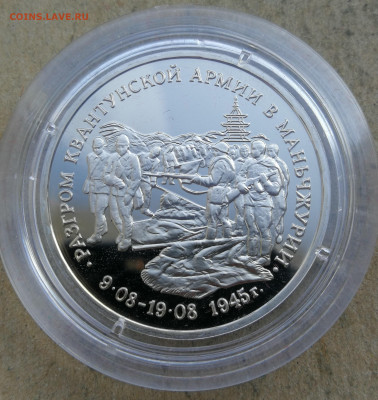 COINS.LAVE.RU
·РАЗГРОМ КВАНТУНСКОЙ АРМИИ В МАНЬЧЖУРИИ·
9·08-19·08 1945г.